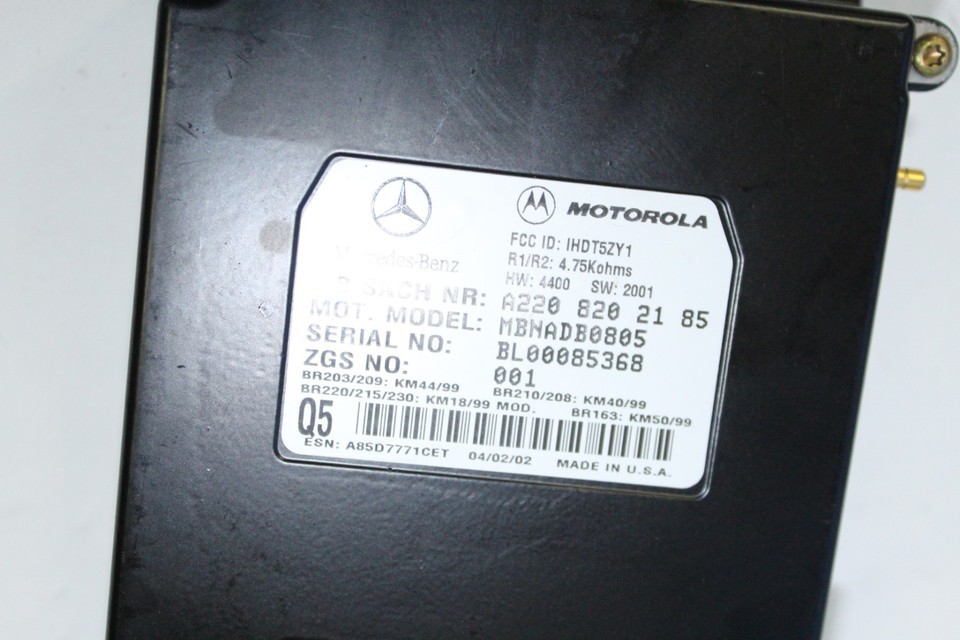 MOTOROLA
FCC ID: IHDT5ZY1
Mercedes-Benz
R1/R2: 4.75Kohms
HW: 4400 SW: 2001
SACH NR: A220 820 21 85
MOT. MODEL: MBNADB0805
SERIAL NO: BL00085368
ZGS NO: 001
BR203/209: KM44/99 BR210/208: KM40/99
BR220/215/230: KM18/99 MOD. BR163: KM50/99
Q5
ESN: A85D7771CET 04/02/02 MADE IN U.S.A.